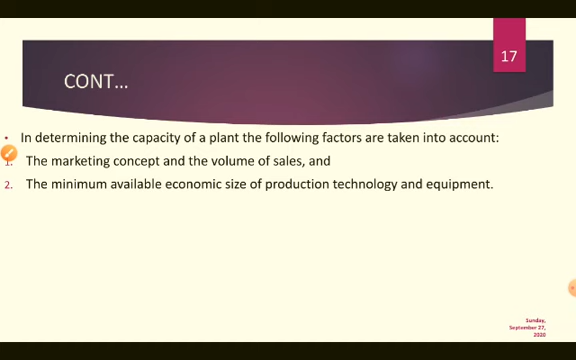 17
CONT...
• In determining the capacity of a plant the following factors are taken into account:
1. The marketing concept and the volume of sales, and
2. The minimum available economic size of production technology and equipment.
Sunday,
September 27,
2020